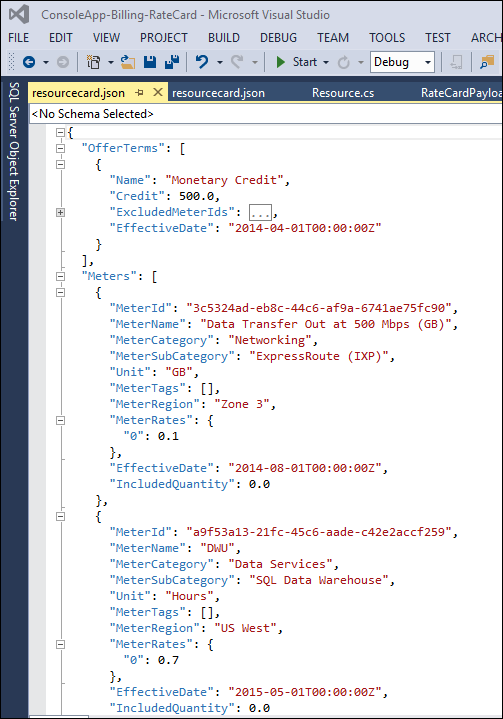 ConsoleApp-Billing-RateCard - Microsoft Visual Studio
FILE EDIT VIEW PROJECT BUILD DEBUG TEAM TOOLS TEST ARCH
Start Debug
SQL Server Object Explorer
resourcecard.json resourcecard.json Resource.cs RateCardPayloa
<No Schema Selected>
{
"OfferTerms": [
{
"Name": "Monetary Credit",
"Credit": 500.0,
"ExcludedMeterIds": [...],
"EffectiveDate": "2014-04-01T00:00:00Z"
}
],
"Meters": [
{
"MeterId": "3c5324ad-eb8c-44c6-af9a-6741ae75fc90",
"MeterName": "Data Transfer Out at 500 Mbps (GB)",
"MeterCategory": "Networking",
"MeterSubCategory": "ExpressRoute (IXP)",
"Unit": "GB",
"MeterTags": [],
"MeterRegion": "Zone 3",
"MeterRates": {
"0": 0.1
},
"EffectiveDate": "2014-08-01T00:00:00Z",
"IncludedQuantity": 0.0
},
{
"MeterId": "a9f53a13-21fc-45c6-aade-c42e2accf259",
"MeterName": "DWU",
"MeterCategory": "Data Services",
"MeterSubCategory": "SQL Data Warehouse",
"Unit": "Hours",
"MeterTags": [],
"MeterRegion": "US West",
"MeterRates": {
"0": 0.7
},
"EffectiveDate": "2015-05-01T00:00:00Z",
"IncludedQuantity": 0.0